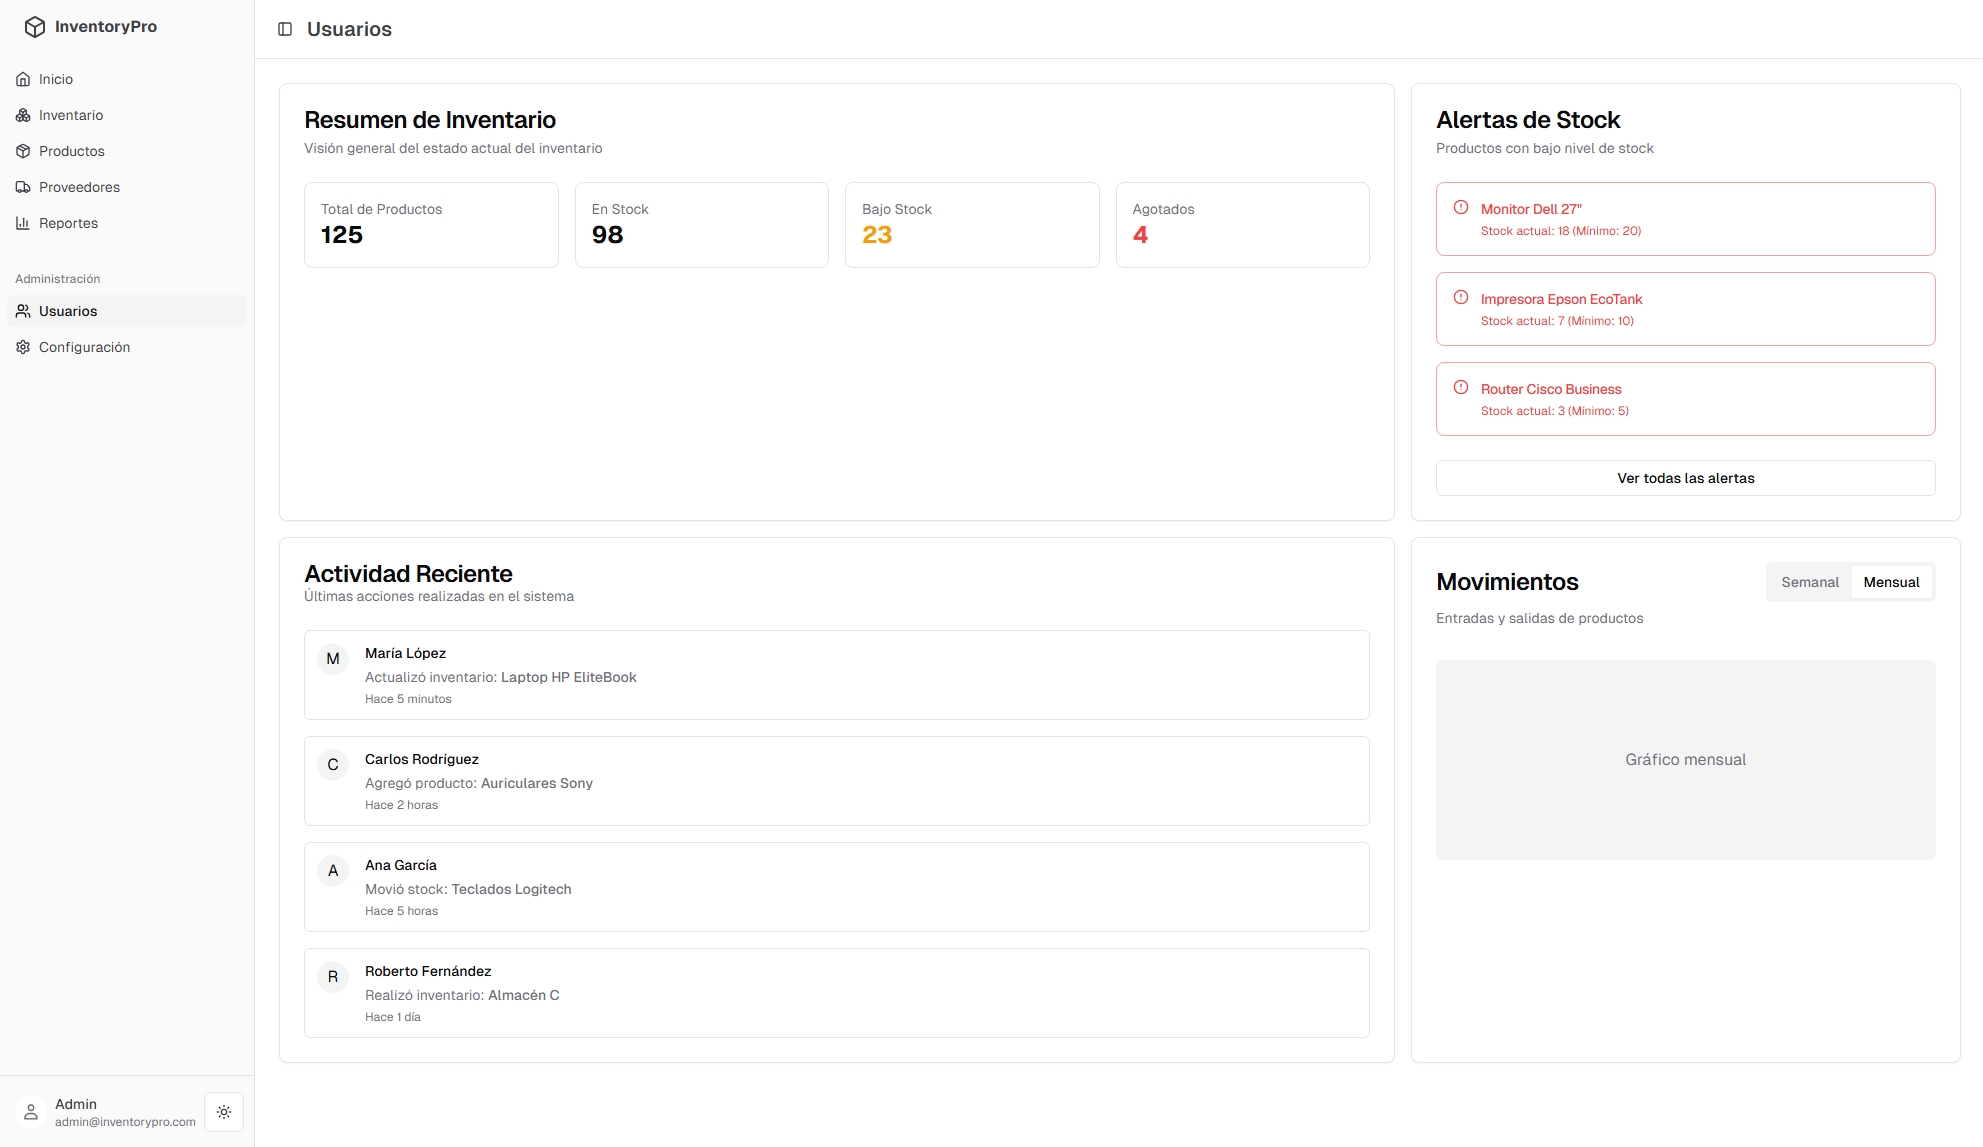 InventoryPro
Inicio
Inventario
Productos
Proveedores
Reportes
Administración
Usuarios
Configuración
Admin
admin@inventorypro.com
Usuarios
Resumen de Inventario
Visión general del estado actual del inventario
Total de Productos
125
En Stock
98
Bajo Stock
23
Agotados
4
Alertas de Stock
Productos con bajo nivel de stock
Monitor Dell 27"
Stock actual: 18 (Mínimo: 20)
Impresora Epson EcoTank
Stock actual: 7 (Mínimo: 10)
Router Cisco Business
Stock actual: 3 (Mínimo: 5)
Ver todas las alertas
Actividad Reciente
Últimas acciones realizadas en el sistema
M
María López
Actualizó inventario: Laptop HP EliteBook
Hace 5 minutos
C
Carlos Rodríguez
Agregó producto: Auriculares Sony
Hace 2 horas
A
Ana García
Movió stock: Teclados Logitech
Hace 5 horas
R
Roberto Fernández
Realizó inventario: Almacén C
Hace 1 día
Movimientos
Semanal Mensual
Entradas y salidas de productos
Gráfico mensual